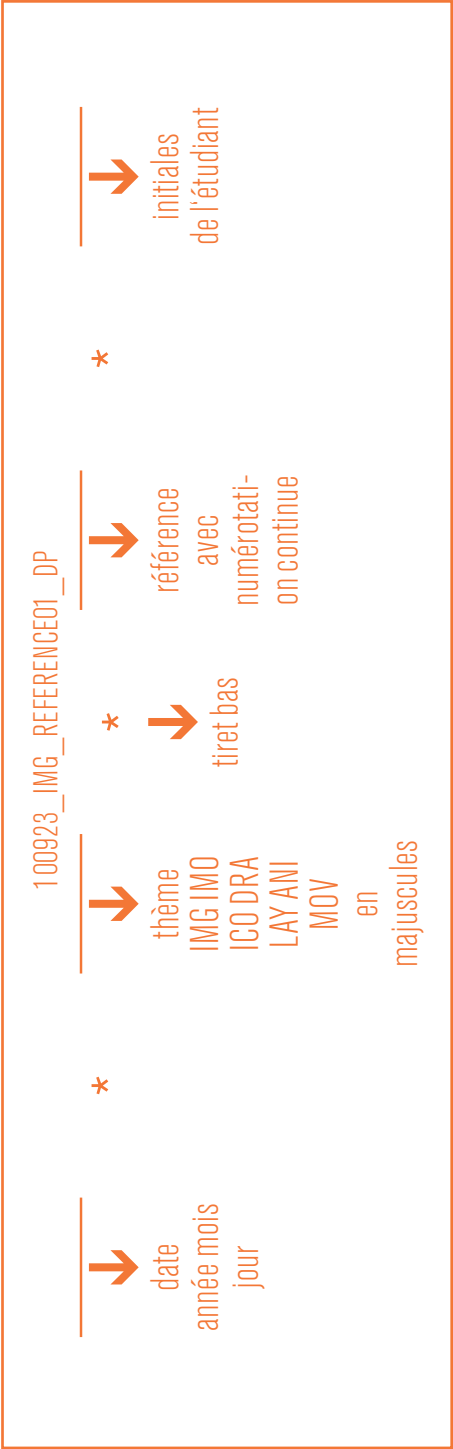 100923_IMG_REFERENCE01_DP
date
année mois
jour
*
thème
IMG IMO
ICO DRA
LAY ANI
MOV
en
majuscules
*
tiret bas
référence
avec
numérotati-
on continue
*
initiales
de l'étudiant